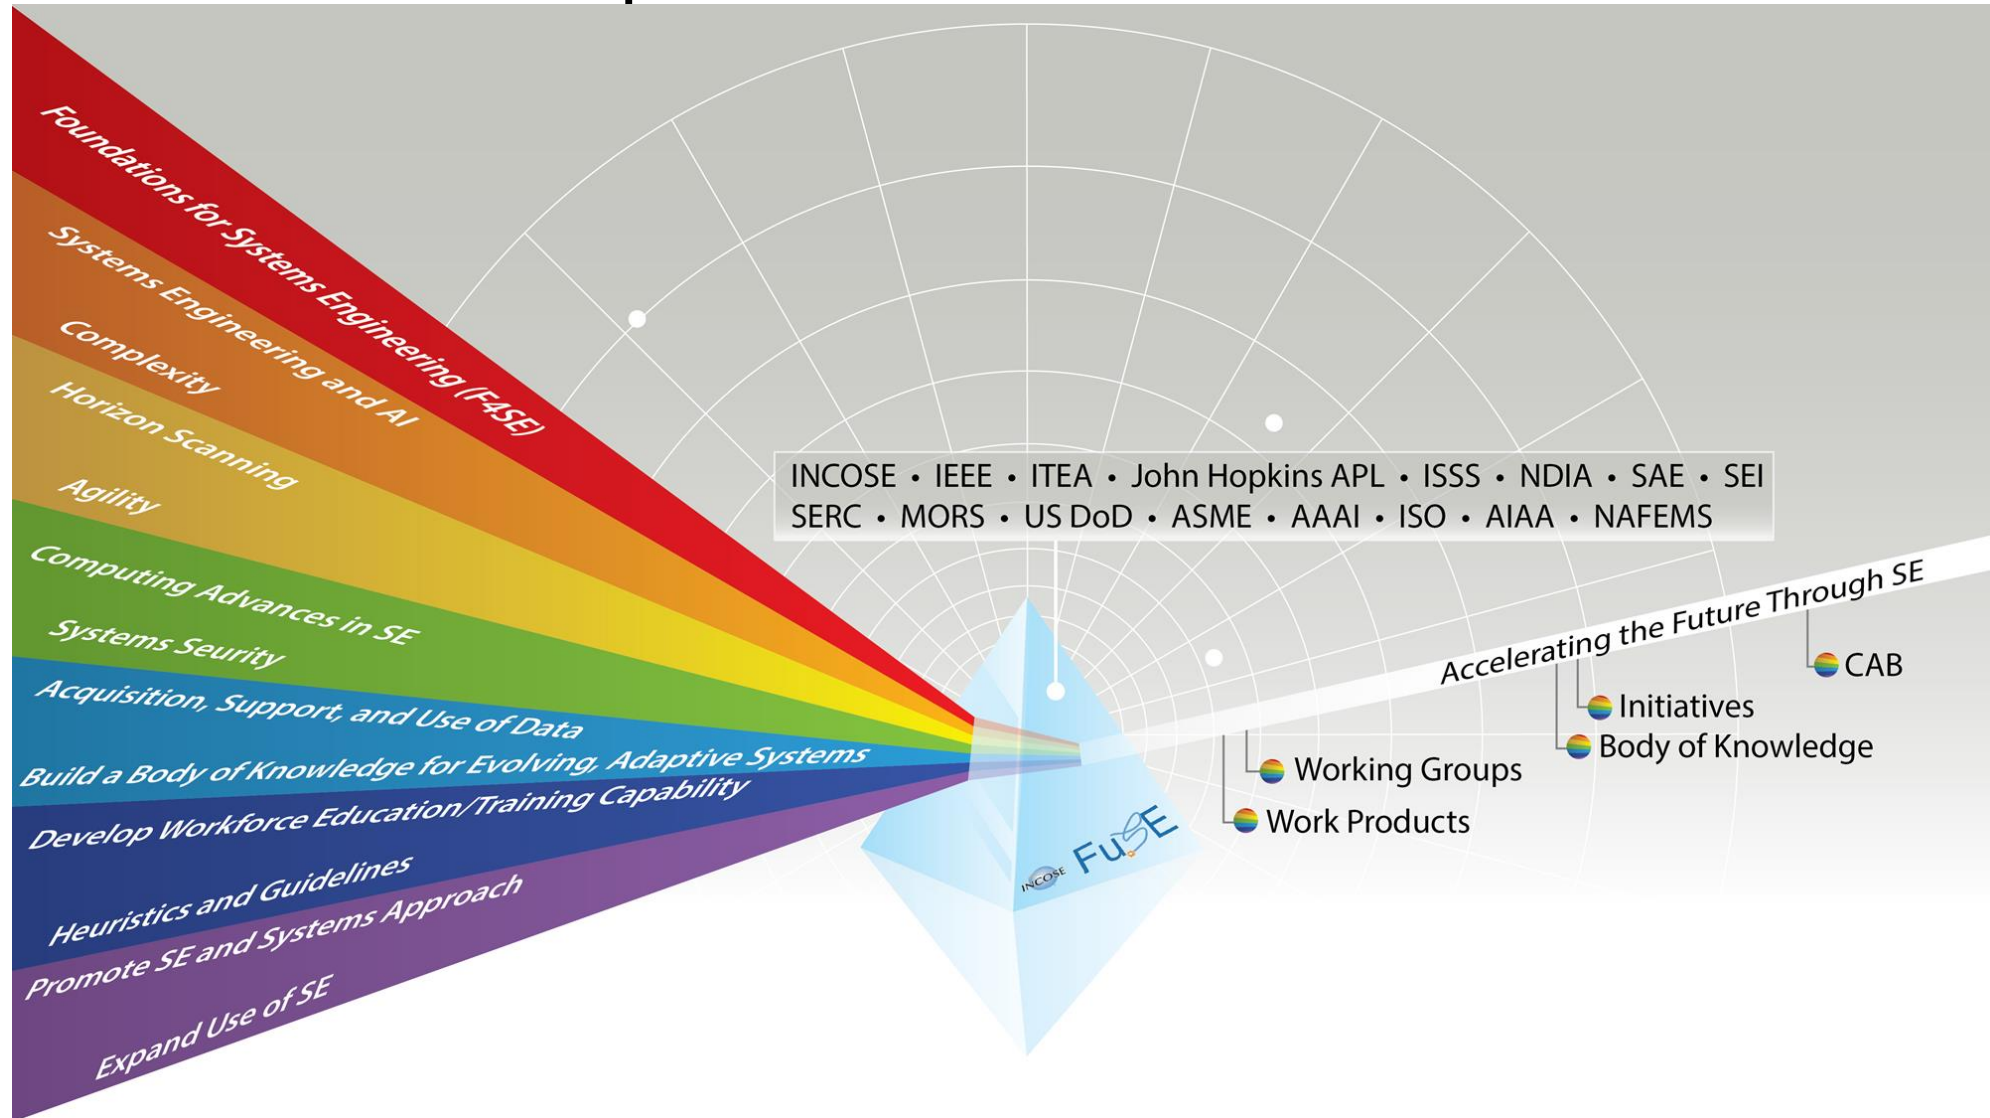 Foundations for Systems Engineering (F4SE)
Systems Engineering and AI
Complexity
Horizon Scanning
Agility
Computing Advances in SE
Systems Seurity
Acquisition, Support, and Use of Data
Build a Body of Knowledge for Evolving, Adaptive Systems
Develop Workforce Education/Training Capability
Heuristics and Guidelines
Promote SE and Systems Approach
Expand Use of SE
INCOSE • IEEE • ITEA • John Hopkins APL • ISSS • NDIA • SAE • SEI
SERC • MORS • US DoD • ASME • AAAI • ISO • AIAA • NAFEMS
INCOSE FuSE
Accelerating the Future Through SE
CAB
Initiatives
Body of Knowledge
Working Groups
Work Products